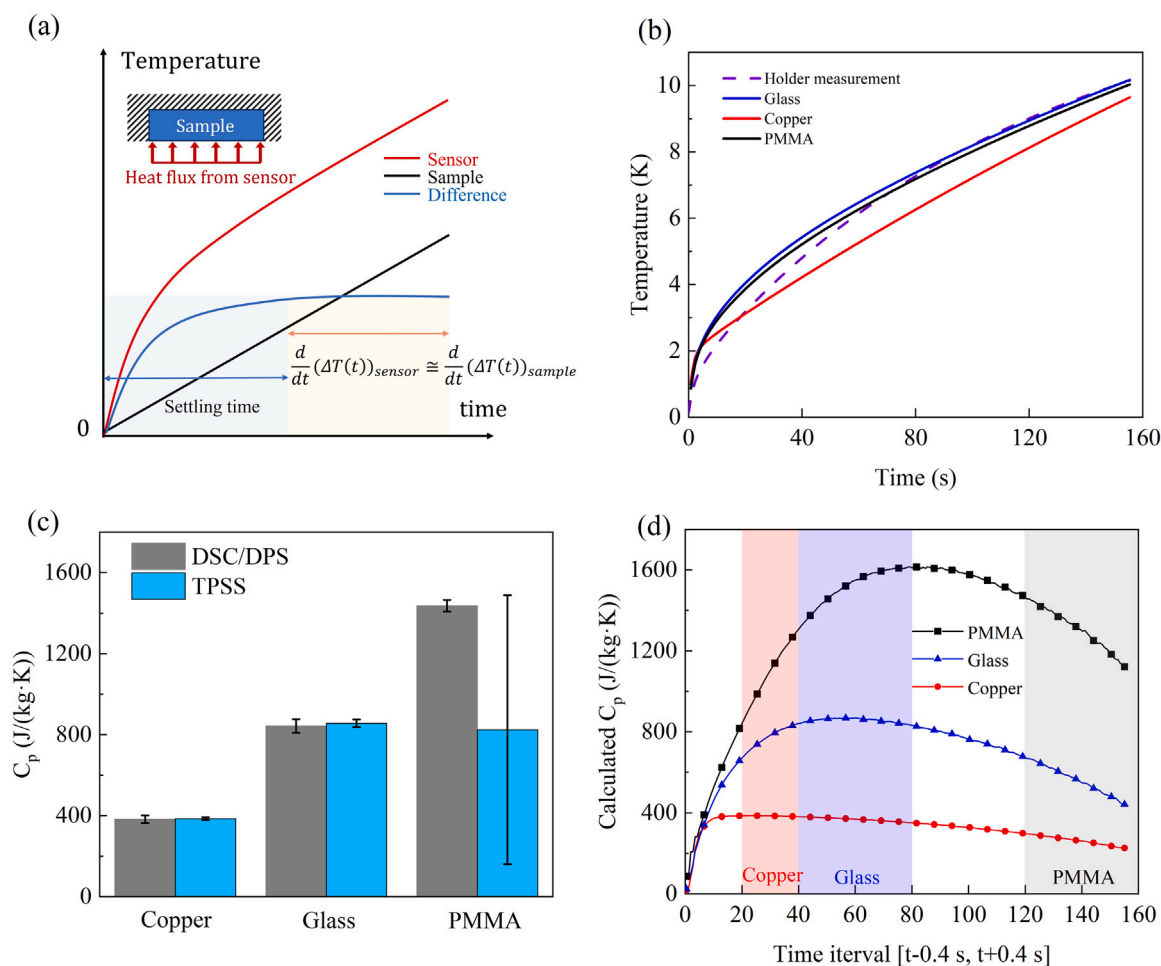 (a)
Temperature
Sample
Heat flux from sensor
Sensor
Sample
Difference
d/dt (ΔT(t))sensor ≅ d/dt (ΔT(t))sample
Settling time
time
0
(b)
Temperature (K)
10
8
6
4
2
0
Holder measurement
Glass
Copper
PMMA
0 40 80 120 160
Time (s)
(c)
Cp (J/(kg·K))
1600
1200
800
400
0
DSC/DPS
TPSS
Copper Glass PMMA
(d)
Calculated Cp (J/(kg·K))
1600
1200
800
400
0
PMMA
Glass
Copper
Copper Glass PMMA
0 20 40 60 80 100 120 140 160
Time iterval [t-0.4 s, t+0.4 s]